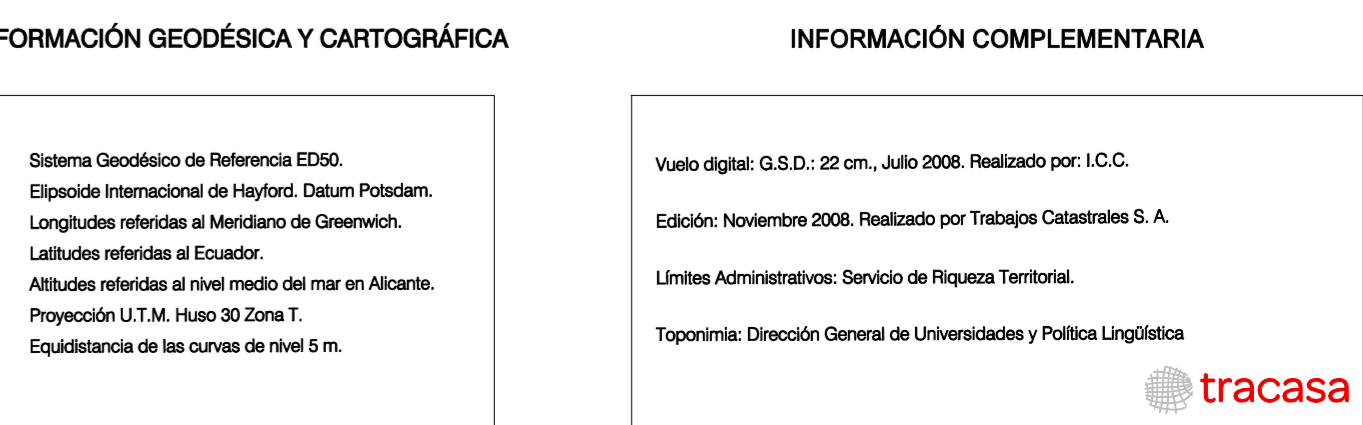 FORMACIÓN GEODÉSICA Y CARTOGRÁFICA
Sistema Geodésico de Referencia ED50.
Elipsoide Internacional de Hayford. Datum Potsdam.
Longitudes referidas al Meridiano de Greenwich.
Latitudes referidas al Ecuador.
Altitudes referidas al nivel medio del mar en Alicante.
Proyección U.T.M. Huso 30 Zona T.
Equidistancia de las curvas de nivel 5 m.
INFORMACIÓN COMPLEMENTARIA
Vuelo digital: G.S.D.: 22 cm., Julio 2008. Realizado por: I.C.C.
Edición: Noviembre 2008. Realizado por Trabajos Catastrales S. A.
Límites Administrativos: Servicio de Riqueza Territorial.
Toponimia: Dirección General de Universidades y Política Lingüística
tracasa